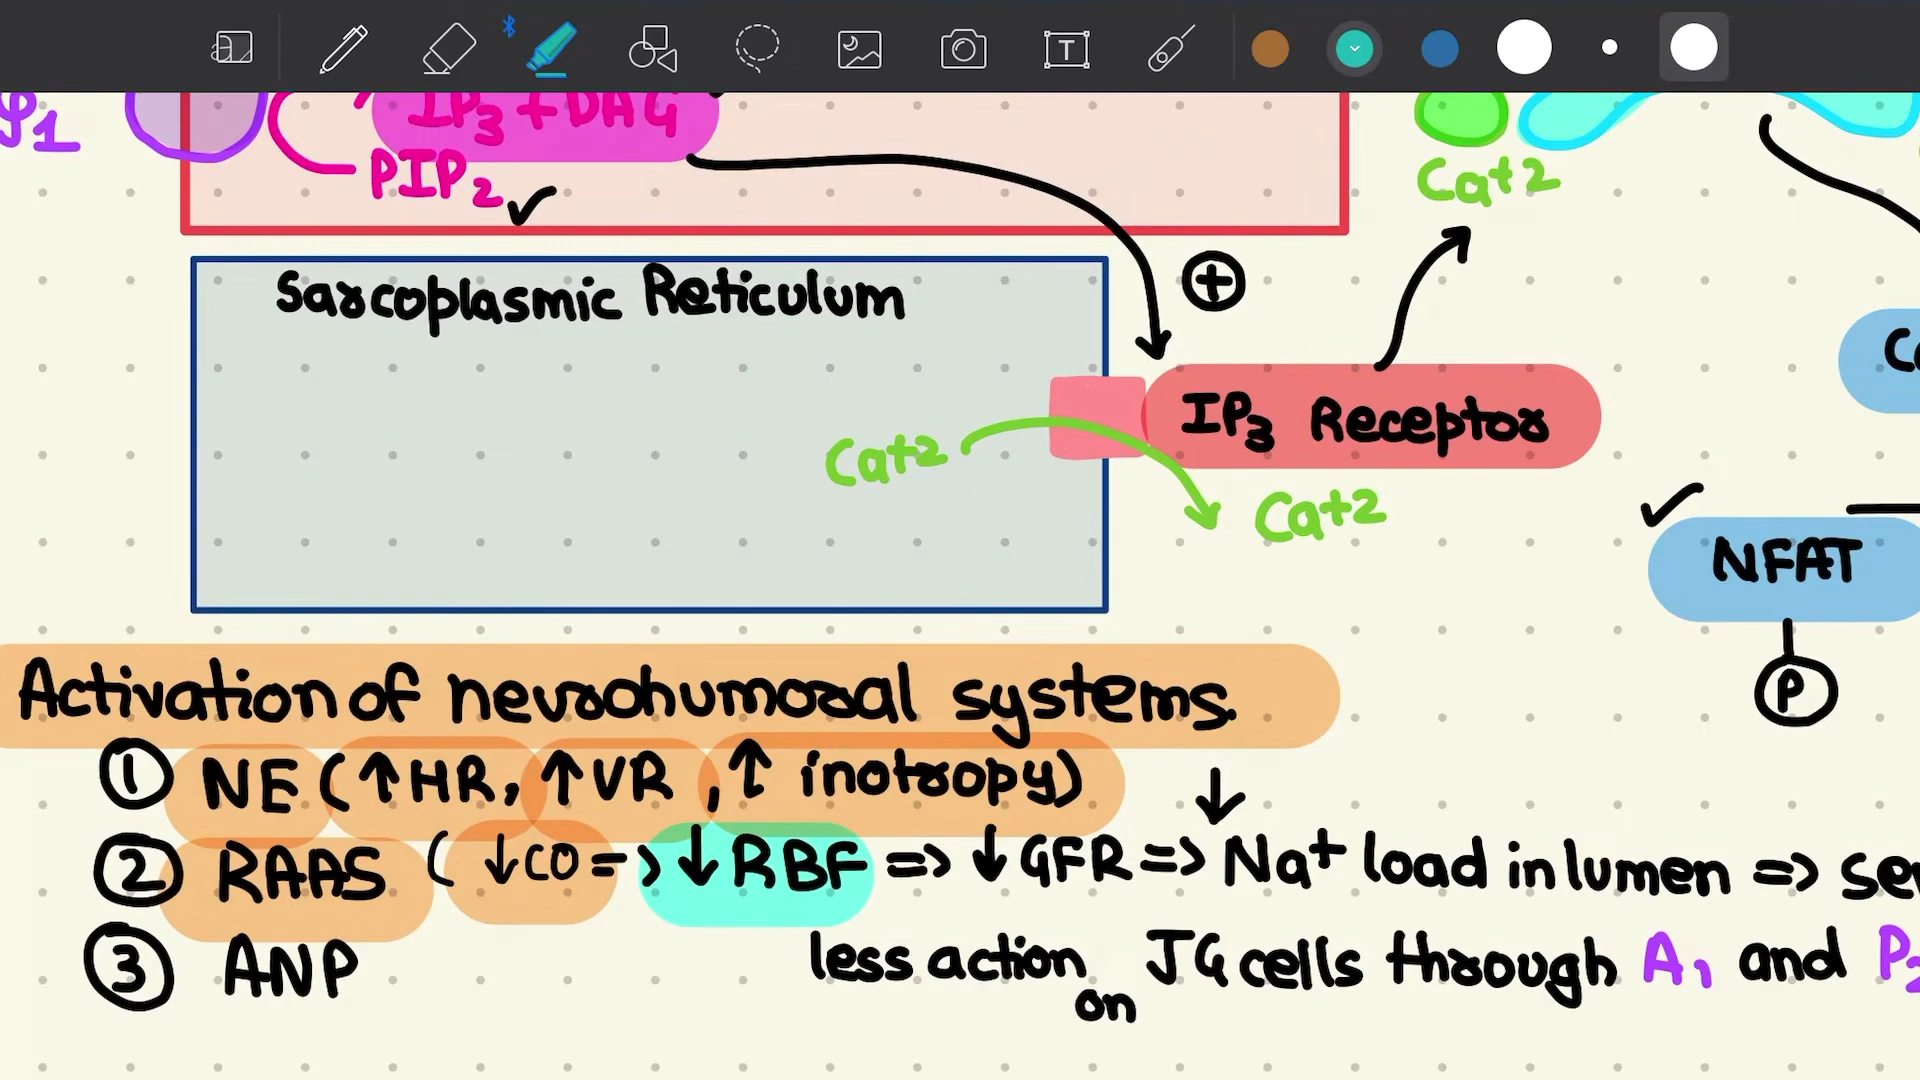 IP3 + DAG
PIP2
Ca+2
Sarcoplasmic Reticulum
+
IP3 Receptor
Ca+2
Ca+2
NFAT
P
Activation of neurohumoral systems.
① NE (↑HR, ↑VR, ↑ inotropy)
② RAAS ( ↓CO => ↓RBF => ↓GFR => ↓ Na+ load in lumen =>
③ ANP
less action on JG cells through A1 and